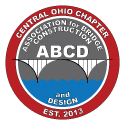 CENTRAL OHIO CHAPTER
ASSOCIATION for BRIDGE
CONSTRUCTION
ABCD
and
DESIGN
EST. 2013